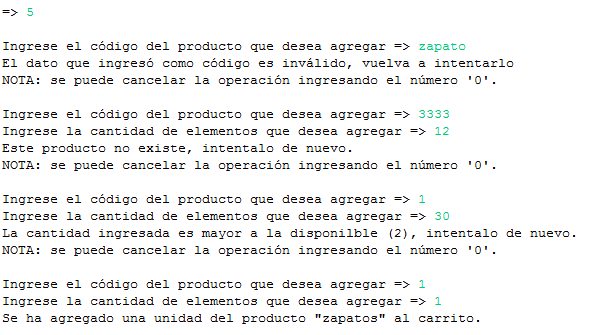 => 5
Ingrese el código del producto que desea agregar => zapato
El dato que ingresó como código es inválido, vuelva a intentarlo
NOTA: se puede cancelar la operación ingresando el número '0'.
Ingrese el código del producto que desea agregar => 3333
Ingrese la cantidad de elementos que desea agregar => 12
Este producto no existe, intentalo de nuevo.
NOTA: se puede cancelar la operación ingresando el número '0'.
Ingrese el código del producto que desea agregar => 1
Ingrese la cantidad de elementos que desea agregar => 30
La cantidad ingresada es mayor a la disponilble (2), intentalo de nuevo.
NOTA: se puede cancelar la operación ingresando el número '0'.
Ingrese el código del producto que desea agregar => 1
Ingrese la cantidad de elementos que desea agregar => 1
Se ha agregado una unidad del producto "zapatos" al carrito.